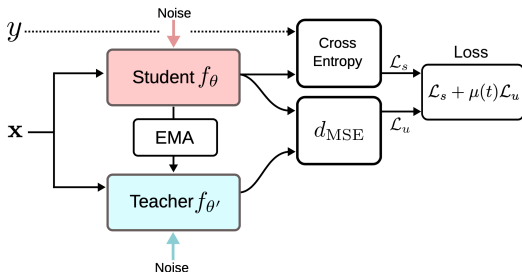 Noise
y
Cross
Entropy
Student f_θ
L_s
Loss
L_s + μ(t)L_u
x
EMA
d_MSE
L_u
Teacher f_θ'
Noise